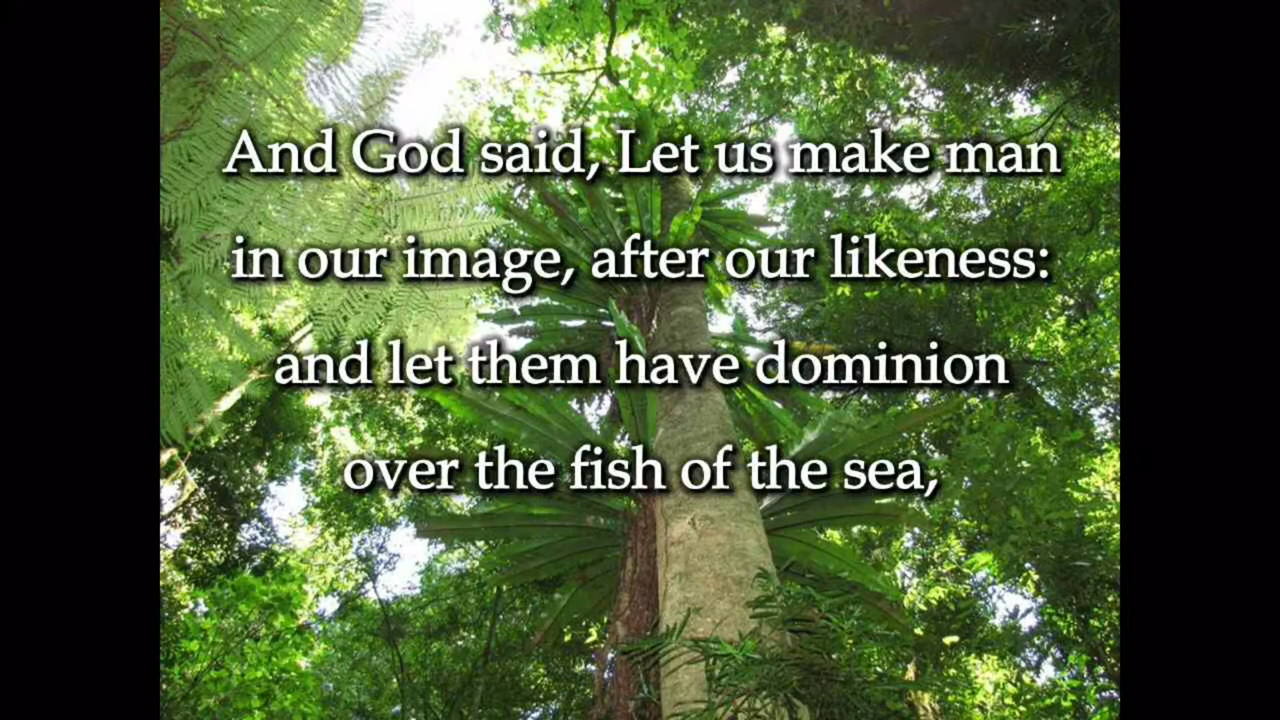 And God said, Let us make man
in our image, after our likeness:
and let them have dominion
over the fish of the sea,